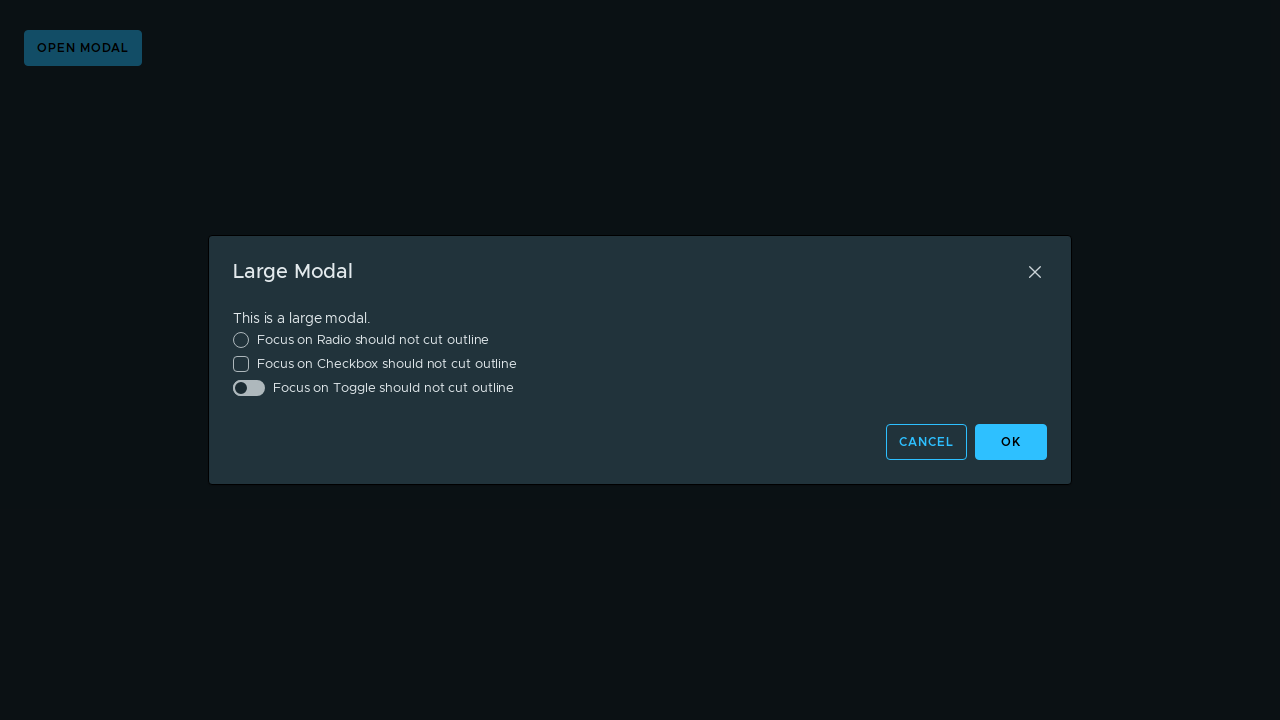 OPEN MODAL
Large Modal
This is a large modal.
Focus on Radio should not cut outline
Focus on Checkbox should not cut outline
Focus on Toggle should not cut outline
CANCEL OK